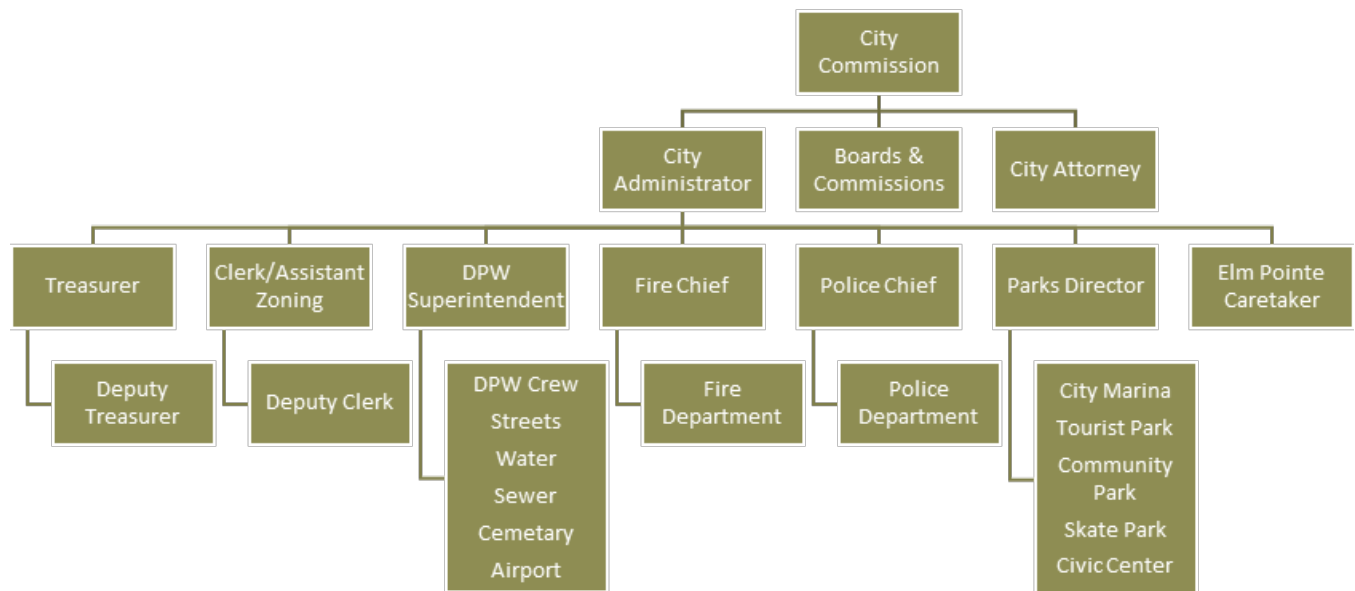 City
Commission
City
Administrator
Boards &
Commissions
City Attorney
Treasurer
Clerk/Assistant
Zoning
DPW
Superintendent
Fire Chief
Police Chief
Parks Director
Elm Pointe
Caretaker
Deputy
Treasurer
Deputy Clerk
DPW Crew
Streets
Water
Sewer
Cemetary
Airport
Fire
Department
Police
Department
City Marina
Tourist Park
Community
Park
Skate Park
Civic Center